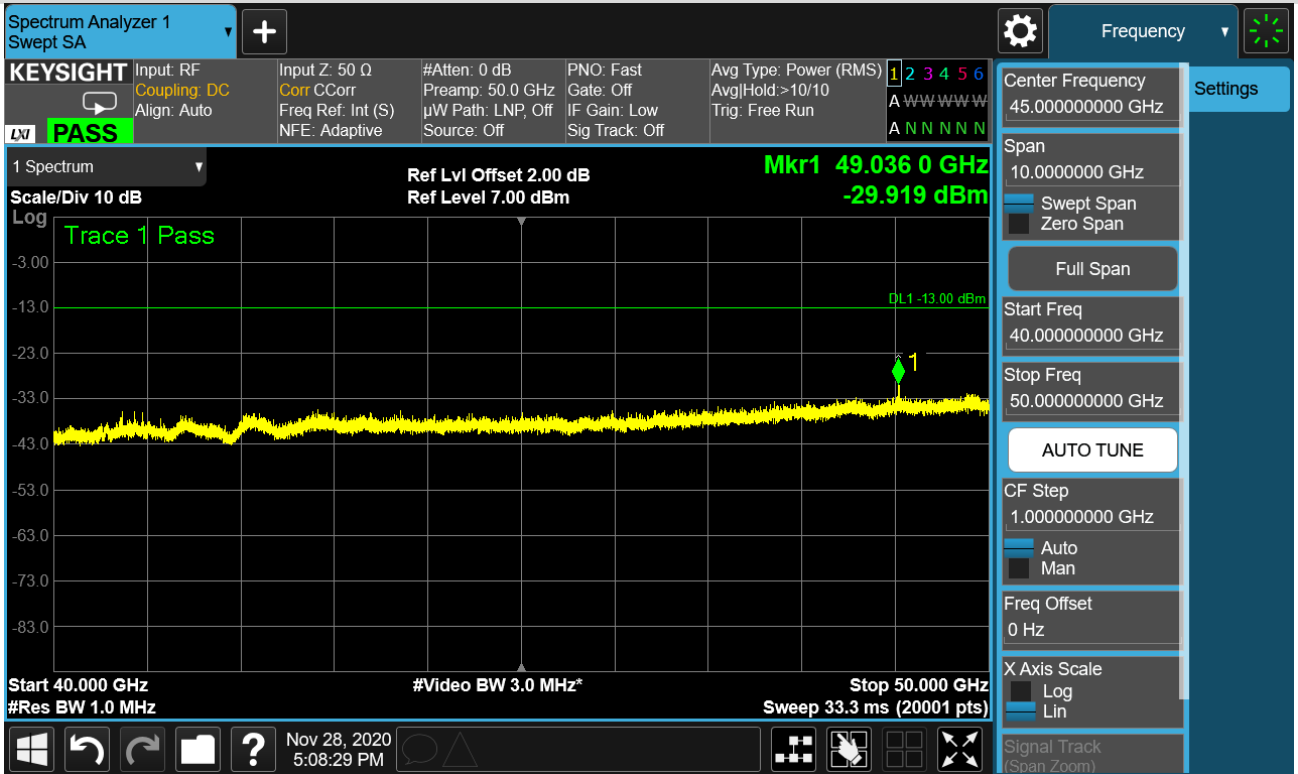 Spectrum Analyzer 1
Swept SA
Frequency
KEYSIGHT
LXI
PASS
Input: RF
Coupling: DC
Align: Auto
Input Z: 50 Ω
Corr CCorr
Freq Ref: Int (S)
NFE: Adaptive
#Atten: 0 dB
Preamp: 50.0 GHz
µW Path: LNP, Off
Source: Off
PNO: Fast
Gate: Off
IF Gain: Low
Sig Track: Off
Avg Type: Power (RMS)
Avg|Hold:>10/10
Trig: Free Run
1 2 3 4 5 6
A W W W W W
A N N N N N
1 Spectrum
Scale/Div 10 dB
Ref Lvl Offset 2.00 dB
Ref Level 7.00 dBm
Mkr1 49.036 0 GHz
-29.919 dBm
Log
Trace 1 Pass
-3.00
-13.0
-23.0
-33.0
-43.0
-53.0
-63.0
-73.0
-83.0
DL1 -13.00 dBm
1
Start 40.000 GHz
#Res BW 1.0 MHz
#Video BW 3.0 MHz*
Stop 50.000 GHz
Sweep 33.3 ms (20001 pts)
Nov 28, 2020
5:08:29 PM
Center Frequency
45.000000000 GHz
Span
10.0000000 GHz
Swept Span
Zero Span
Full Span
Start Freq
40.000000000 GHz
Stop Freq
50.000000000 GHz
AUTO TUNE
CF Step
1.000000000 GHz
Auto
Man
Freq Offset
0 Hz
X Axis Scale
Log
Lin
Signal Track
(Span Zoom)
Settings